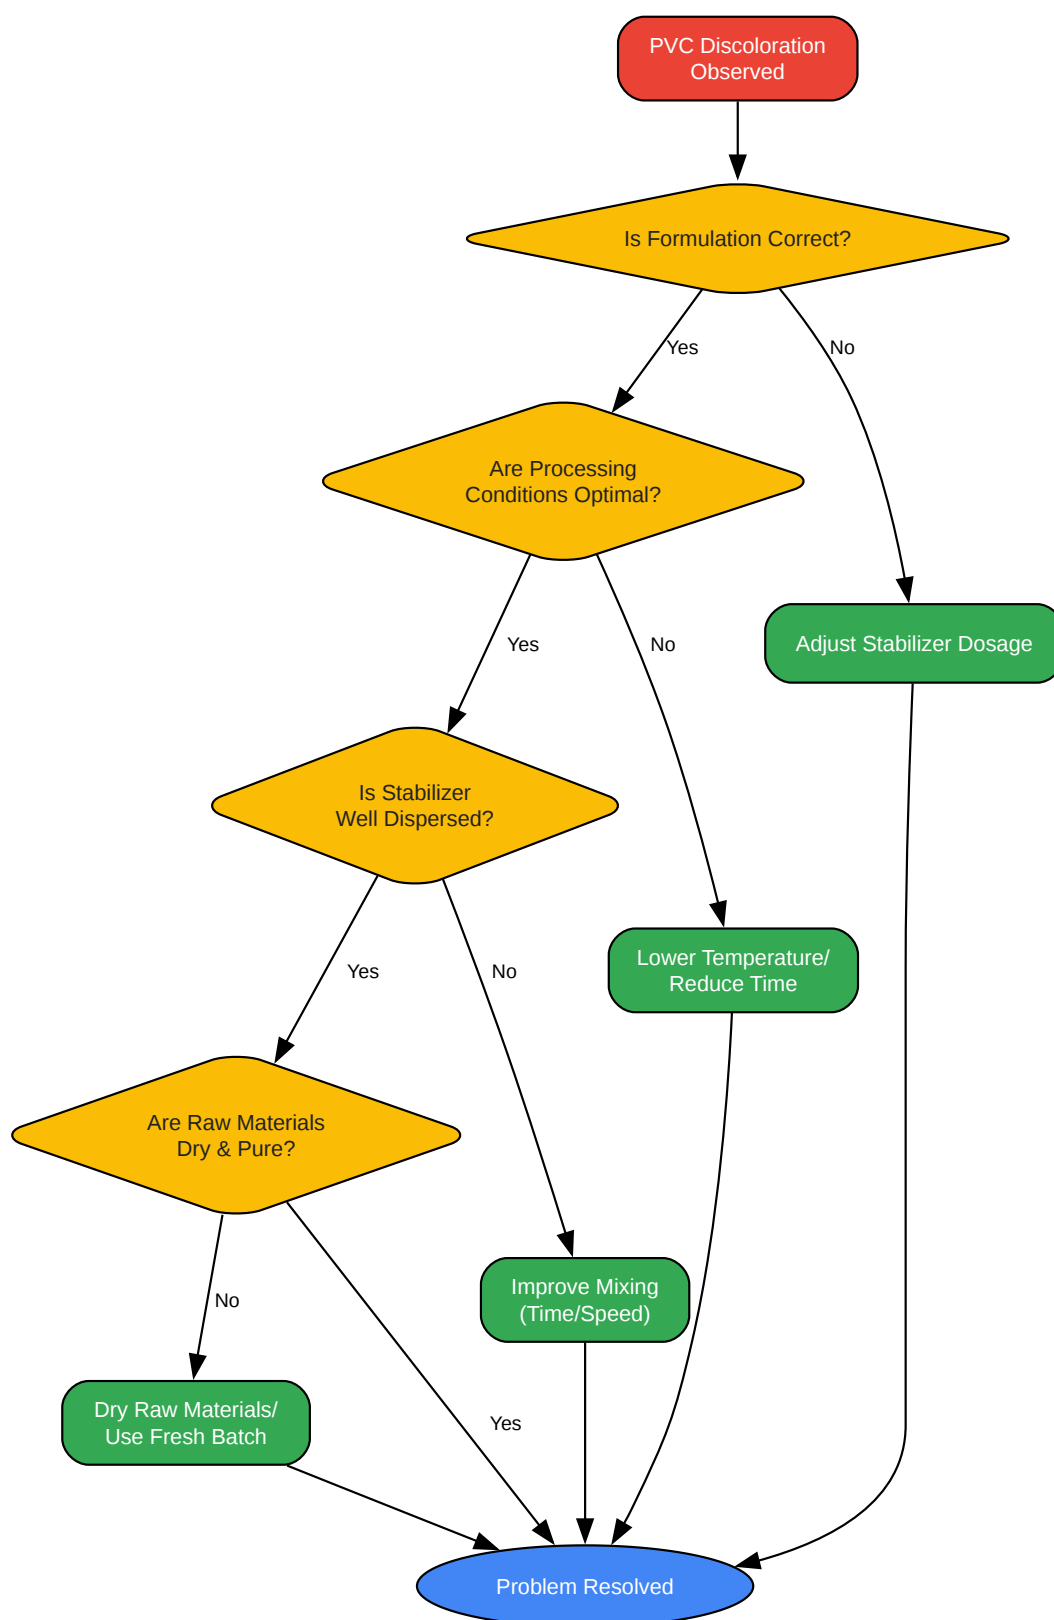 PVC Discoloration
Observed
Is Formulation Correct?
Yes
No
Are Processing
Conditions Optimal?
Yes
No
Adjust Stabilizer Dosage
Is Stabilizer
Well Dispersed?
Yes
No
Lower Temperature/
Reduce Time
Are Raw Materials
Dry & Pure?
No
Yes
Improve Mixing
(Time/Speed)
Dry Raw Materials/
Use Fresh Batch
Problem Resolved